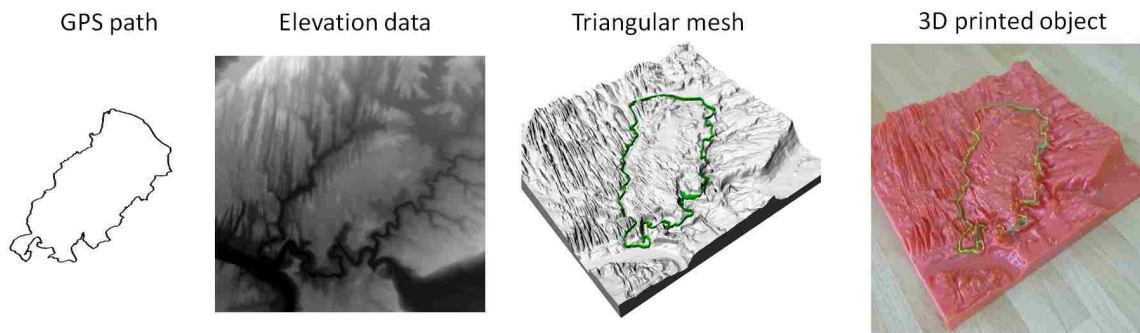 GPS path
Elevation data
Triangular mesh
3D printed object